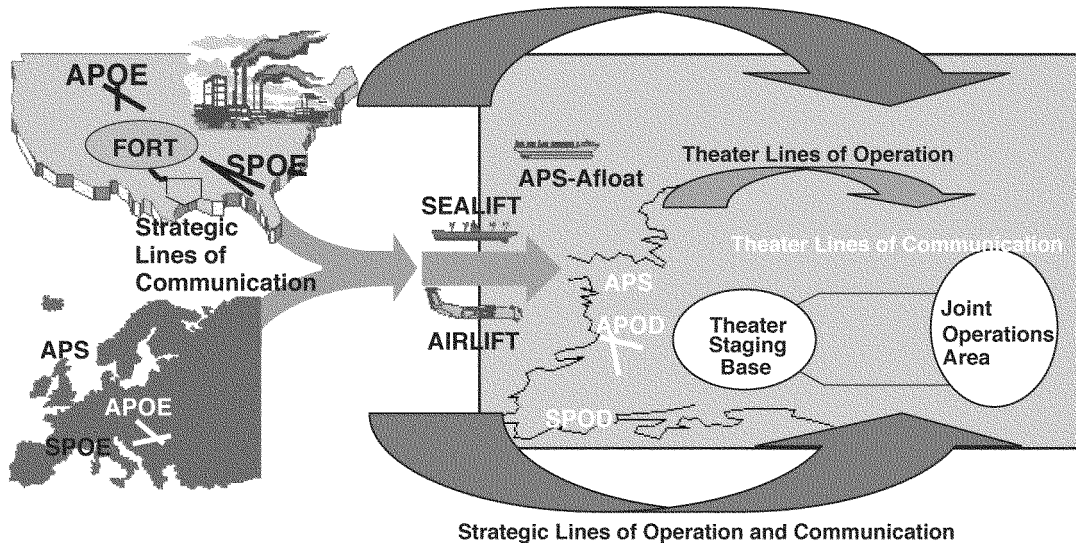 APOE
FORT
SPOE
Strategic
Lines of
Communication
APS
APOE
SPOE
SEALIFT
AIRLIFT
APS-Afloat
Theater Lines of Operation
Theater Lines of Communication
APS
APOD
SPOD
Theater
Staging
Base
Joint
Operations
Area
Strategic Lines of Operation and Communication